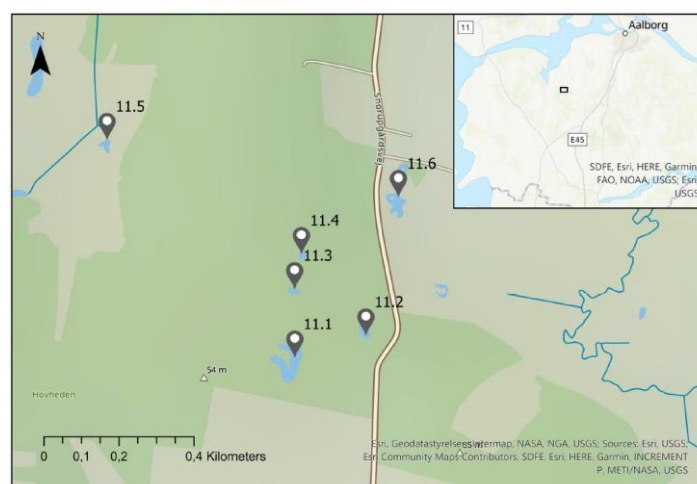 N
11
Aalborg
E45
SDFE, Esri, HERE, Garmin,
FAO, NOAA, USGS; Esri,
USGS
11.5
Snorupgårdsvej
11.6
11.4
11.3
11.2
11.1
54 m
Hovheden
0 0,1 0,2 0,4 Kilometers
Esri, Geodatastyrelsen, Intermap, NASA, NGA, USGS; Sources: Esri, USGS;
Esri Community Maps Contributors, SDFE, Esri, HERE, Garmin, INCREMENT
P, METI/NASA, USGS